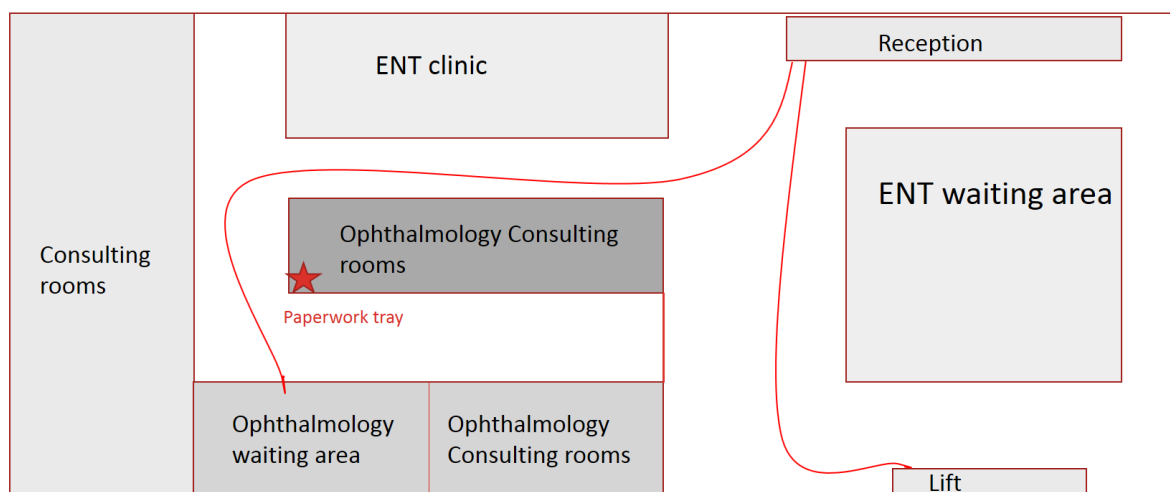 ENT clinic
Reception
ENT waiting area
Consulting
rooms
Ophthalmology Consulting
rooms
Paperwork tray
Ophthalmology
waiting area
Ophthalmology
Consulting rooms
Lift